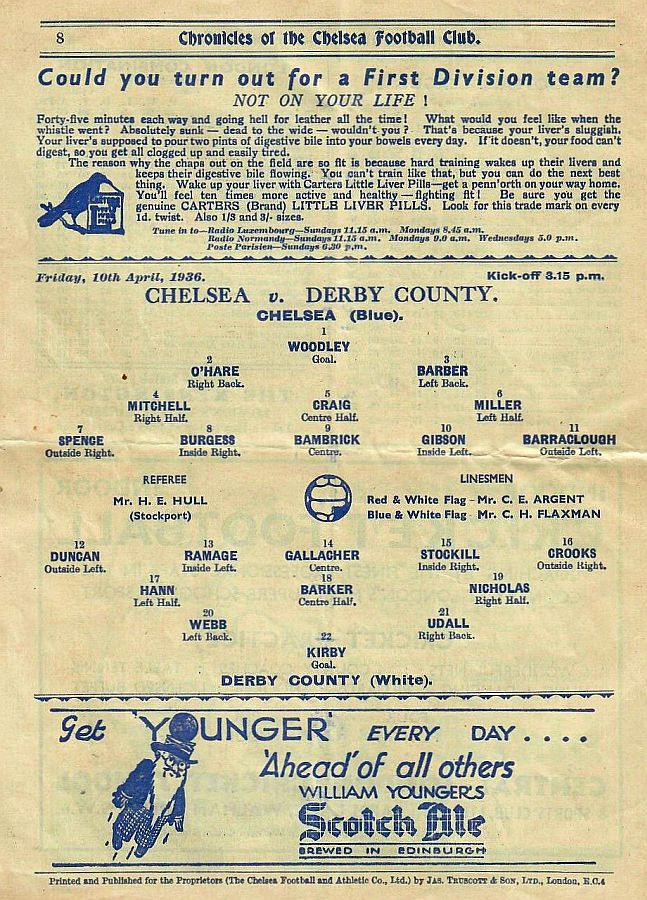 8
Chronicles of the Chelsea Football Club.
Could you turn out for a First Division team?
NOT ON YOUR LIFE !
Forty-five minutes each way and going hell for leather all the time! What would you feel like when the
whistle went? Absolutely sunk — dead to the wide — wouldn't you? That's because your liver's sluggish.
Your liver's supposed to pour two pints of digestive bile into your bowels every day. If it doesn't, your food can't
digest, so you get all clogged up and easily tired.
The reason why the chaps out on the field are so fit is because hard training wakes up their livers and
keeps their digestive bile flowing. You can't train like that, but you can do the next best
thing. Wake up your liver with Carters Little Liver Pills—get a penn'orth on your way home.
You'll feel ten times more active and healthy—fighting fit! Be sure you get the
genuine CARTERS (Brand) LITTLE LIVER PILLS. Look for this trade mark on every
1d. twist. Also 1/3 and 3/- sizes.
Tune in to—Radio Luxembourg—Sundays 11.15 a.m. Mondays 8.45 a.m.
Radio Normandy—Sundays 11.15 a.m. Mondays 9.0 a.m. Wednesdays 5.0 p.m.
Poste Parisien—Sundays 6.30 p.m.
Friday, 10th April, 1936. Kick-off 3.15 p.m.
CHELSEA v. DERBY COUNTY.
CHELSEA (Blue).
1
WOODLEY
Goal.
2 3
O'HARE BARBER
Right Back. Left Back.
4 5 6
MITCHELL CRAIG MILLER
Right Half. Centre Half. Left Half.
7 8 9 10 11
SPENCE BURGESS BAMBRICK GIBSON BARRACLOUGH
Outside Right. Inside Right. Centre. Inside Left. Outside Left.
REFEREE LINESMEN
Mr. H. E. HULL Red & White Flag - Mr. C. E. ARGENT
(Stockport) Blue & White Flag - Mr. C. H. FLAXMAN
12 13 14 15 16
DUNCAN RAMAGE GALLACHER STOCKILL CROOKS
Outside Left. Inside Left. Centre. Inside Right. Outside Right.
17 18 19
HANN BARKER NICHOLAS
Left Half. Centre Half. Right Half.
20 21
WEBB UDALL
Left Back. Right Back.
22
KIRBY
Goal.
DERBY COUNTY (White).
Get 'YOUNGER' EVERY DAY....
'Ahead' of all others
WILLIAM YOUNGER'S
Scotch Ale
BREWED IN EDINBURGH
Printed and Published for the Proprietors (The Chelsea Football and Athletic Co., Ltd.) by JAS. TRUSCOTT & SON, LTD., London, E.C.4